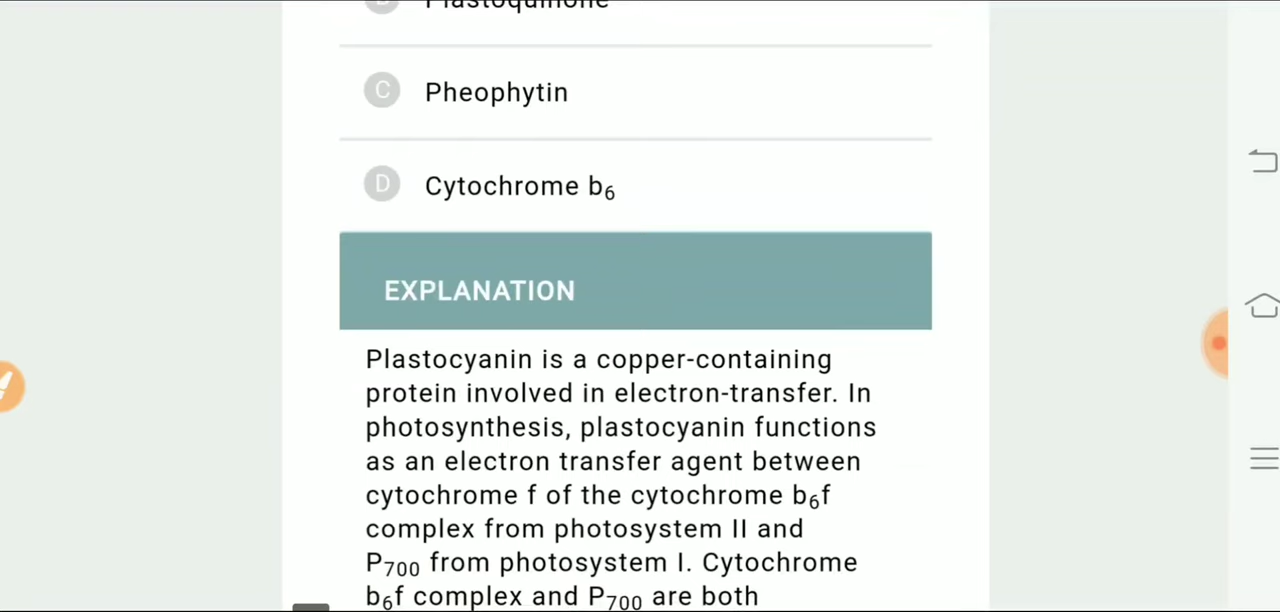 B Plastoquinone
C Pheophytin
D Cytochrome b₆
EXPLANATION
Plastocyanin is a copper-containing
protein involved in electron-transfer. In
photosynthesis, plastocyanin functions
as an electron transfer agent between
cytochrome f of the cytochrome b₆f
complex from photosystem II and
P₇₀₀ from photosystem I. Cytochrome
b₆f complex and P₇₀₀ are both